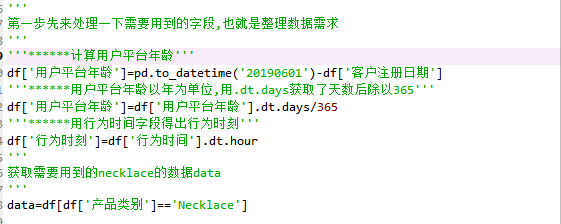 '''
第一步先来处理一下需要用到的字段,也就是整理数据需求
'''
'''******计算用户平台年龄'''
df['用户平台年龄']=pd.to_datetime('20190601')-df['客户注册日期']
'''******用户平台年龄以年为单位,用.dt.days获取了天数后除以365'''
df['用户平台年龄']=df['用户平台年龄'].dt.days/365
'''******用行为时间字段得出行为时刻'''
df['行为时刻']=df['行为时间'].dt.hour
'''
获取需要用到的necklace的数据data
'''
data=df[df['产品类别']=='Necklace']